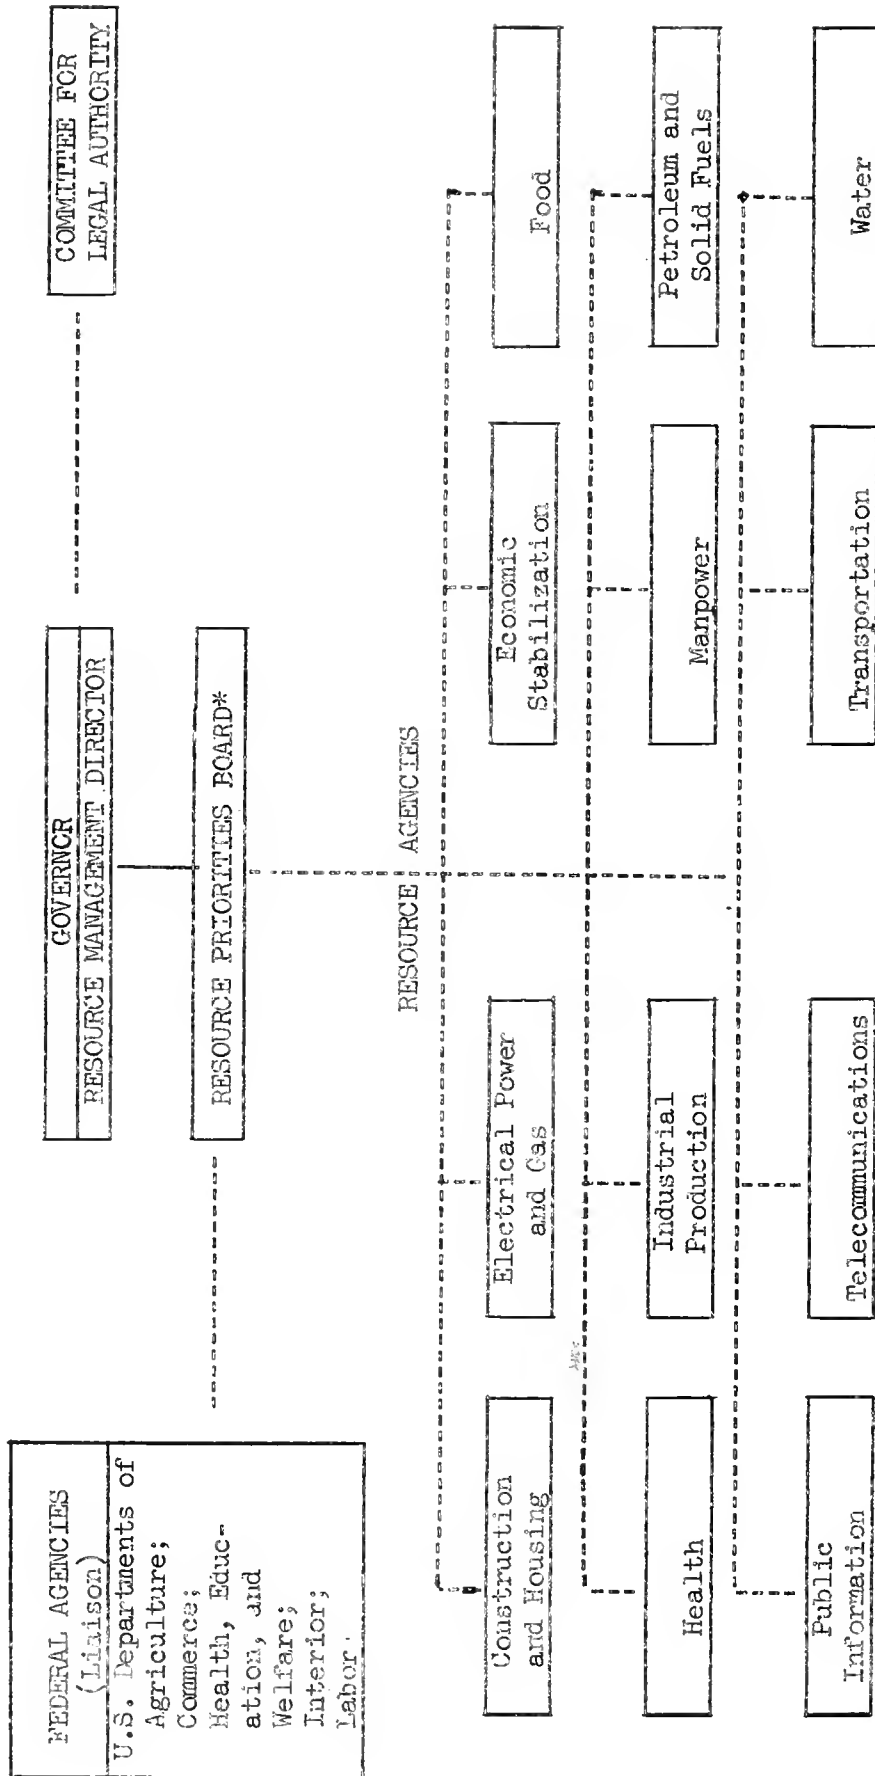 COMMITTEE FOR
LEGAL AUTHORITY
GOVERNCR
RESOURCE MANAGEMENT DIRECTOR
RESOURCE PRIORITIES BOARD*
FEDERAL AGENCIES
(Liaison)
U.S. Departments of
Agriculture;
Commerce;
Health, Educ-
ation, and
Welfare;
Interior;
Labor.
RESOURCE AGENCIES
Construction
and Housing
Electrical Power
and Gas
Economic
Stabilization
Food
Health
Industrial
Production
Manpower
Petroleum and
Solid Fuels
Public
Information
Telecommunications
Transportation
Water